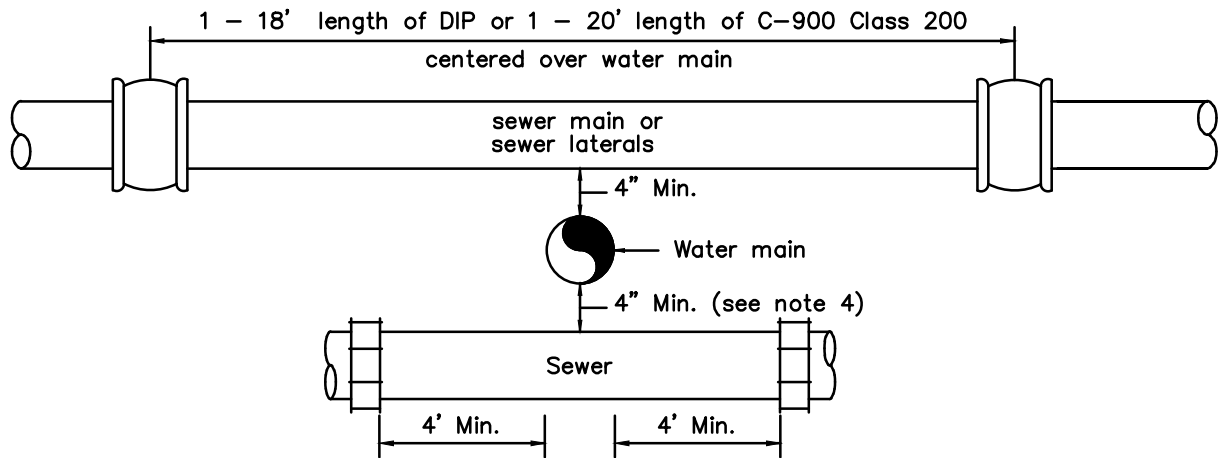 1 – 18' length of DIP or 1 – 20' length of C–900 Class 200
centered over water main
sewer main or
sewer laterals
4" Min.
Water main
4" Min. (see note 4)
Sewer
4' Min.
4' Min.